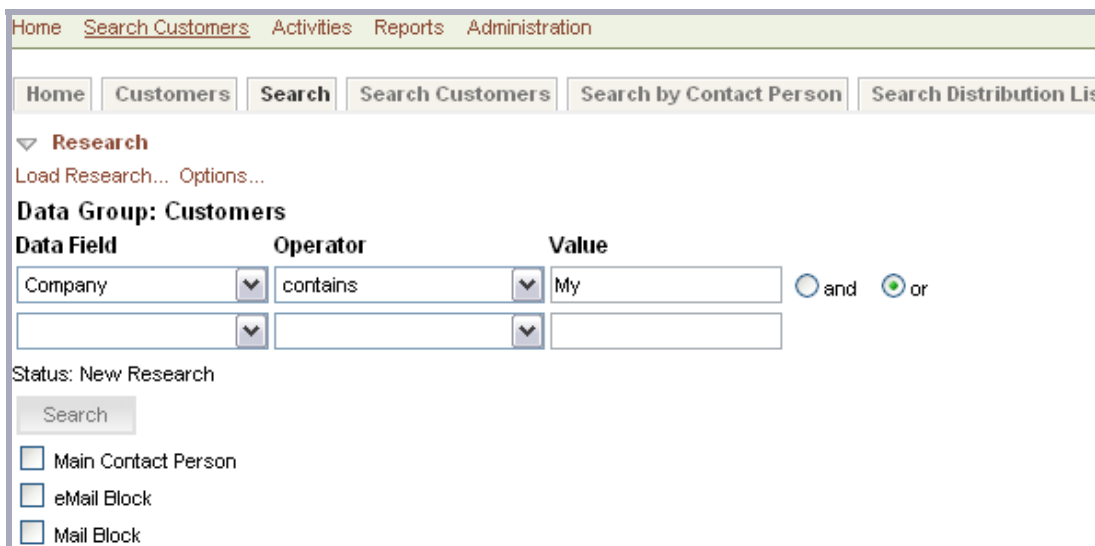 Home Search Customers Activities Reports Administration
Home Customers Search Search Customers Search by Contact Person Search Distribution Lis
Research
Load Research... Options...
Data Group: Customers
Data Field Operator Value
Company contains My and or
Status: New Research
Search
Main Contact Person
eMail Block
Mail Block